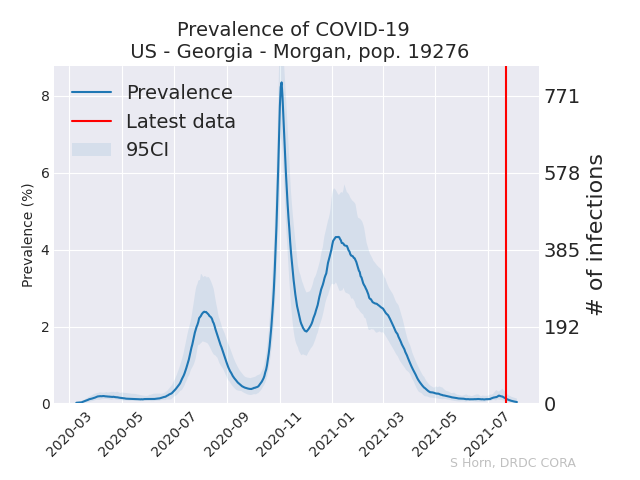 Prevalence of COVID-19
US - Georgia - Morgan, pop. 19276
Prevalence
Latest data
95CI
Prevalence (%)
8
6
4
2
0
771
578
385
192
0
# of infections
2020-03
2020-05
2020-07
2020-09
2020-11
2021-01
2021-03
2021-05
2021-07
S Horn, DRDC CORA